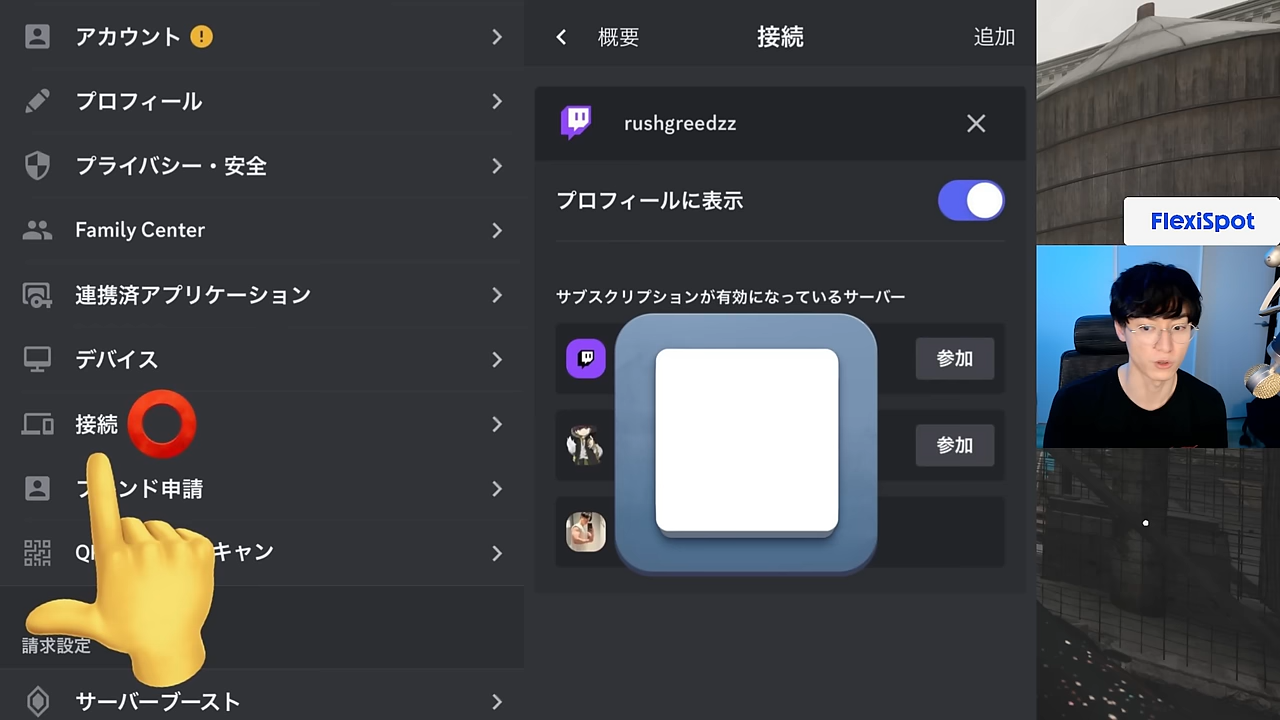 アカウント
プロフィール
プライバシー・安全
Family Center
連携済アプリケーション
デバイス
接続
ンド申請
キャン
請求設定
サーバーブースト
概要
接続
追加
rushgreedzz
プロフィールに表示
サブスクリプションが有効になっているサーバー
参加
参加
FlexiSpot